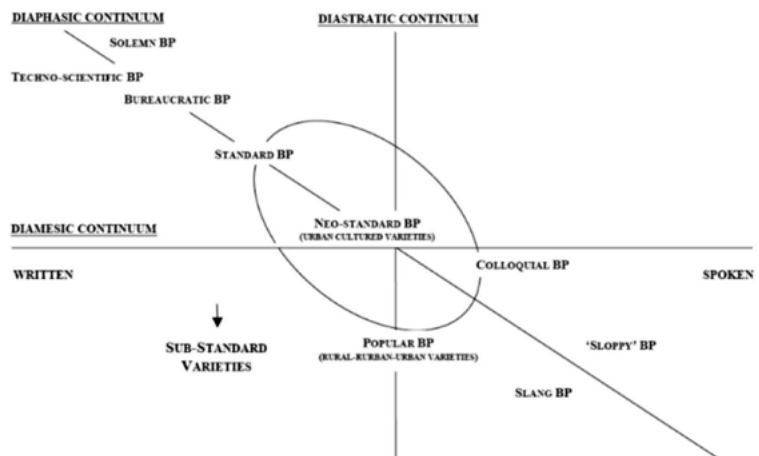 DIAPHASIC CONTINUUM
DIASTRATIC CONTINUUM
SOLEMN BP
TECHNO-SCIENTIFIC BP
BUREAUCRATIC BP
STANDARD BP
NEO-STANDARD BP
(URBAN CULTURED VARIETIES)
DIAMESIC CONTINUUM
COLLOQUIAL BP
WRITTEN
SPOKEN
POPULAR BP
(RURAL-RURBAN-URBAN VARIETIES)
SUB-STANDARD
VARIETIES
‘SLOPPY’ BP
SLANG BP